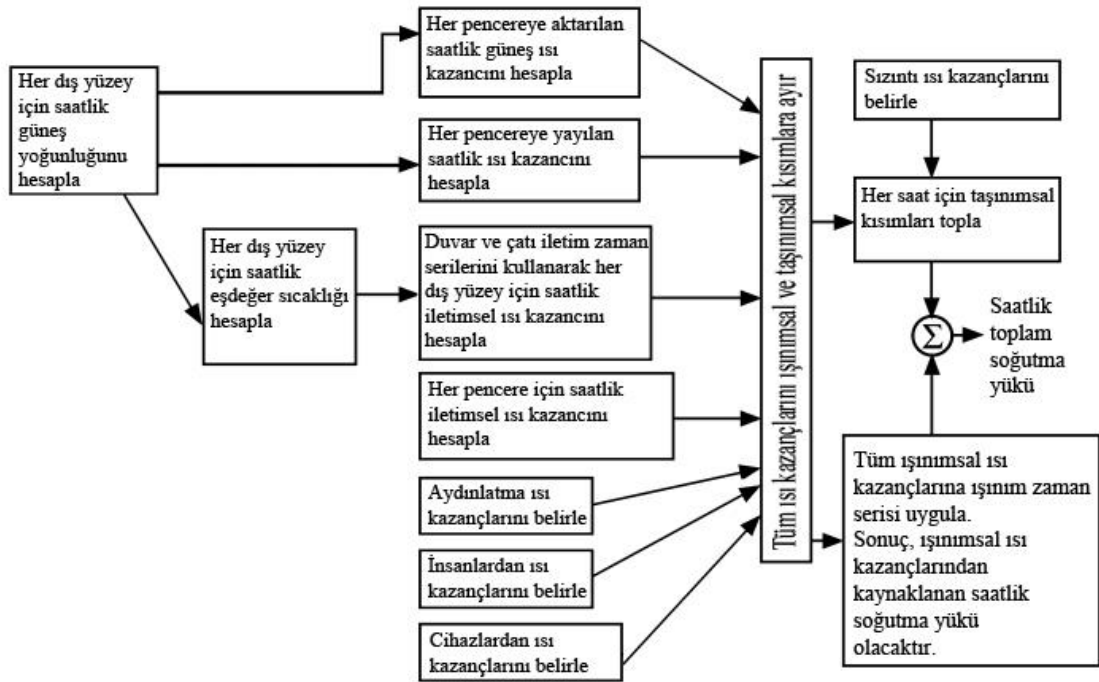 Her dış yüzey
için saatlik
güneş
yoğunluğunu
hesapla
Her pencereye aktarılan
saatlik güneş ısı
kazancını hesapla
Her pencereye yayılan
saatlik ısı kazancını
hesapla
Her dış yüzey
için saatlik
eşdeğer sıcaklığı
hesapla
Duvar ve çatı iletim zaman
serilerini kullanarak her
dış yüzey için saatlik
iletimsel ısı kazancını
hesapla
Her pencere için saatlik
iletimsel ısı kazancını
hesapla
Aydınlatma ısı
kazançlarını belirle
İnsanlardan ısı
kazançlarını belirle
Cihazlardan ısı
kazançlarını belirle
Tüm ısı kazançlarını ışınımsal ve taşınımsal kısımlara ayır
Sızıntı ısı kazançlarını
belirle
Her saat için taşınımsal
kısımları topla
Σ
Saatlik
toplam
soğutma
yükü
Tüm ışınımsal ısı
kazançlarına ışınım zaman
serisi uygula.
Sonuç, ışınımsal ısı
kazançlarından
kaynaklanan saatlik
soğutma yükü
olacaktır.